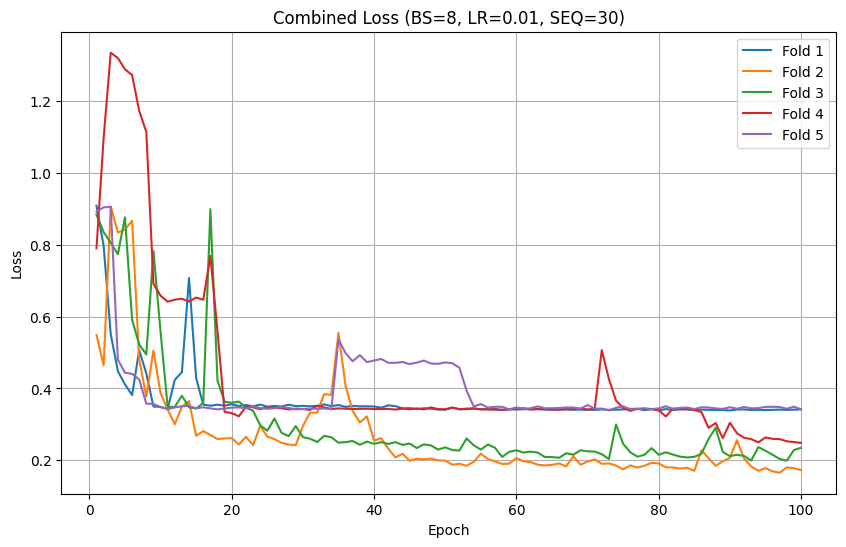 Combined Loss (BS=8, LR=0.01, SEQ=30)
Fold 1
Fold 2
Fold 3
Fold 4
Fold 5
Loss
1.2
1.0
0.8
0.6
0.4
0.2
0 20 40 60 80 100
Epoch